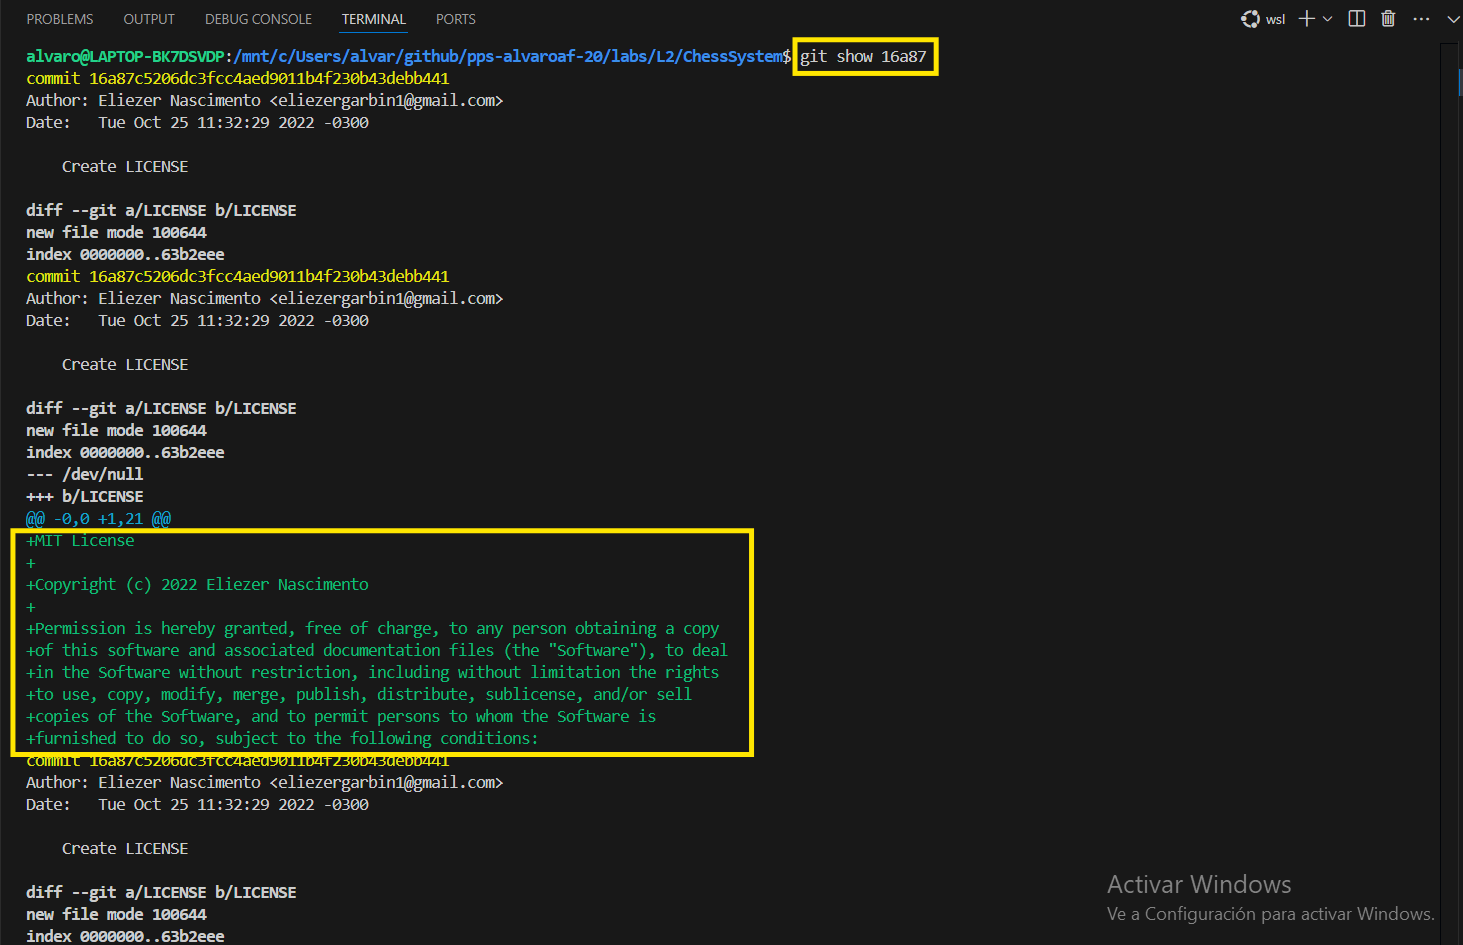 PROBLEMS OUTPUT DEBUG CONSOLE TERMINAL PORTS wsl
alvaro@LAPTOP-BK7DSVDP:/mnt/c/Users/alvar/github/pps-alvaroaf-20/labs/L2/ChessSystem$ git show 16a87
commit 16a87c5206dc3fcc4aed9011b4f230b43debb441
Author: Eliezer Nascimento <eliezergarbin1@gmail.com>
Date:   Tue Oct 25 11:32:29 2022 -0300
    Create LICENSE
diff --git a/LICENSE b/LICENSE
new file mode 100644
index 0000000..63b2eee
commit 16a87c5206dc3fcc4aed9011b4f230b43debb441
Author: Eliezer Nascimento <eliezergarbin1@gmail.com>
Date:   Tue Oct 25 11:32:29 2022 -0300
    Create LICENSE
diff --git a/LICENSE b/LICENSE
new file mode 100644
index 0000000..63b2eee
--- /dev/null
+++ b/LICENSE
@@ -0,0 +1,21 @@
+MIT License
+
+Copyright (c) 2022 Eliezer Nascimento
+
+Permission is hereby granted, free of charge, to any person obtaining a copy
+of this software and associated documentation files (the "Software"), to deal
+in the Software without restriction, including without limitation the rights
+to use, copy, modify, merge, publish, distribute, sublicense, and/or sell
+copies of the Software, and to permit persons to whom the Software is
+furnished to do so, subject to the following conditions:
commit 16a87c5206dc3fcc4aed9011b4f230b43debb441
Author: Eliezer Nascimento <eliezergarbin1@gmail.com>
Date:   Tue Oct 25 11:32:29 2022 -0300
    Create LICENSE
diff --git a/LICENSE b/LICENSE
new file mode 100644
index 0000000..63b2eee
Activar Windows
Ve a Configuración para activar Windows.